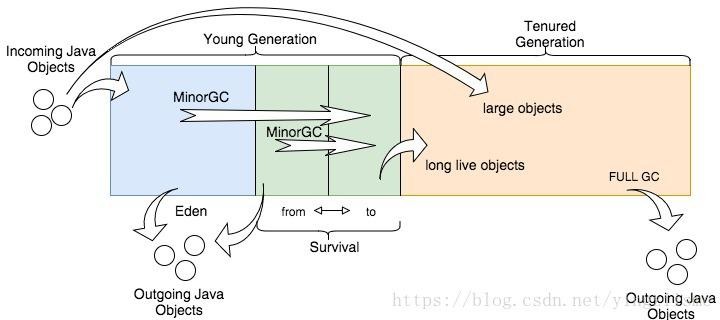 Tenured
Generation
Young Generation
Incoming Java
Objects
MinorGC
large objects
MinorGC
long live objects
FULL GC
Eden
from
to
Survival
Outgoing Java
Objects
Outgoing Java
Objects
https://blog.csdn.net/